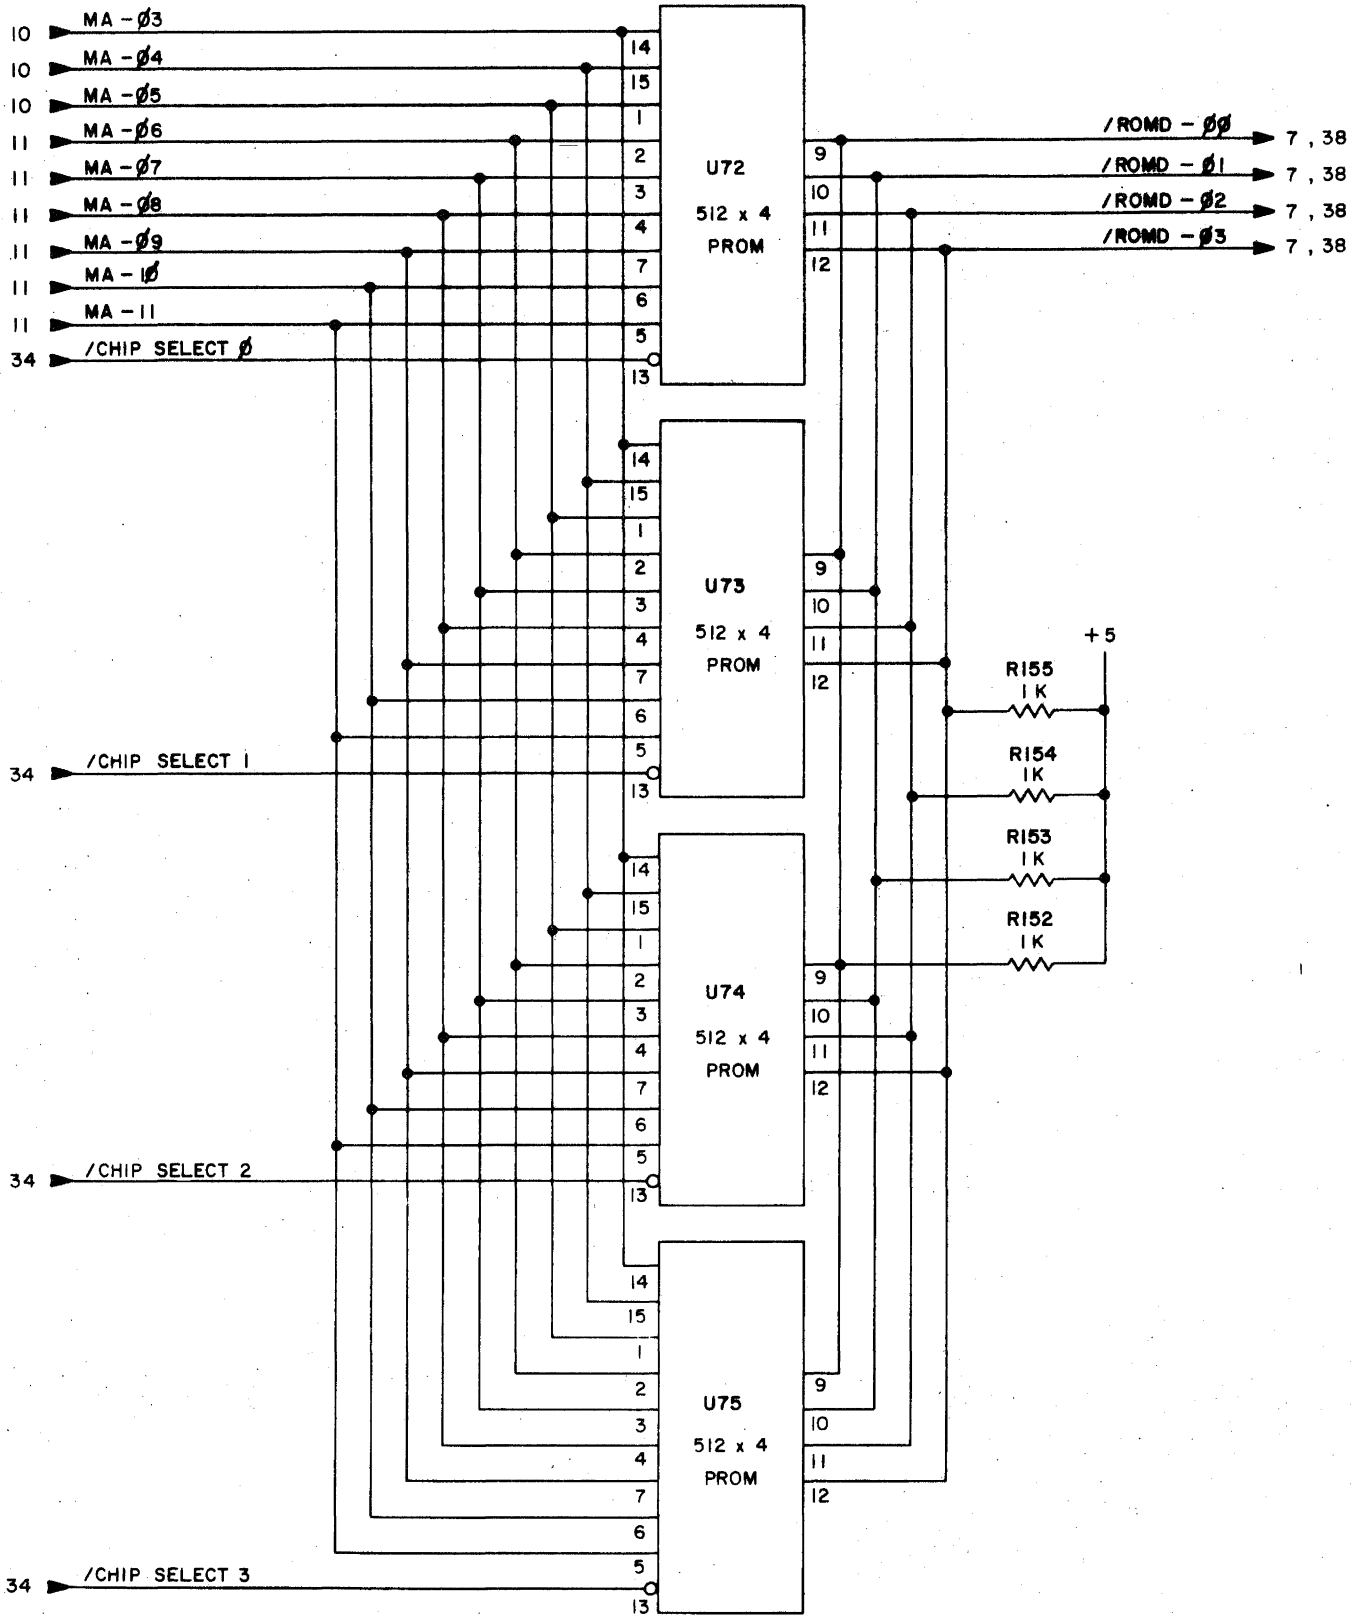 10 MA-Ø3
10 MA-Ø4
10 MA-Ø5
11 MA-Ø6
11 MA-Ø7
11 MA-Ø8
11 MA-Ø9
11 MA-1Ø
11 MA-11
34 /CHIP SELECT Ø
14
15
1
2
3
4
7
6
5
13
U72
512 x 4
PROM
9
10
11
12
/ROMD-ØØ 7, 38
/ROMD-Ø1 7, 38
/ROMD-Ø2 7, 38
/ROMD-Ø3 7, 38
34 /CHIP SELECT 1
14
15
1
2
3
4
7
6
5
13
U73
512 x 4
PROM
9
10
11
12
+5
R155
1K
R154
1K
R153
1K
R152
1K
34 /CHIP SELECT 2
14
15
1
2
3
4
7
6
5
13
U74
512 x 4
PROM
9
10
11
12
34 /CHIP SELECT 3
14
15
1
2
3
4
7
6
5
13
U75
512 x 4
PROM
9
10
11
12